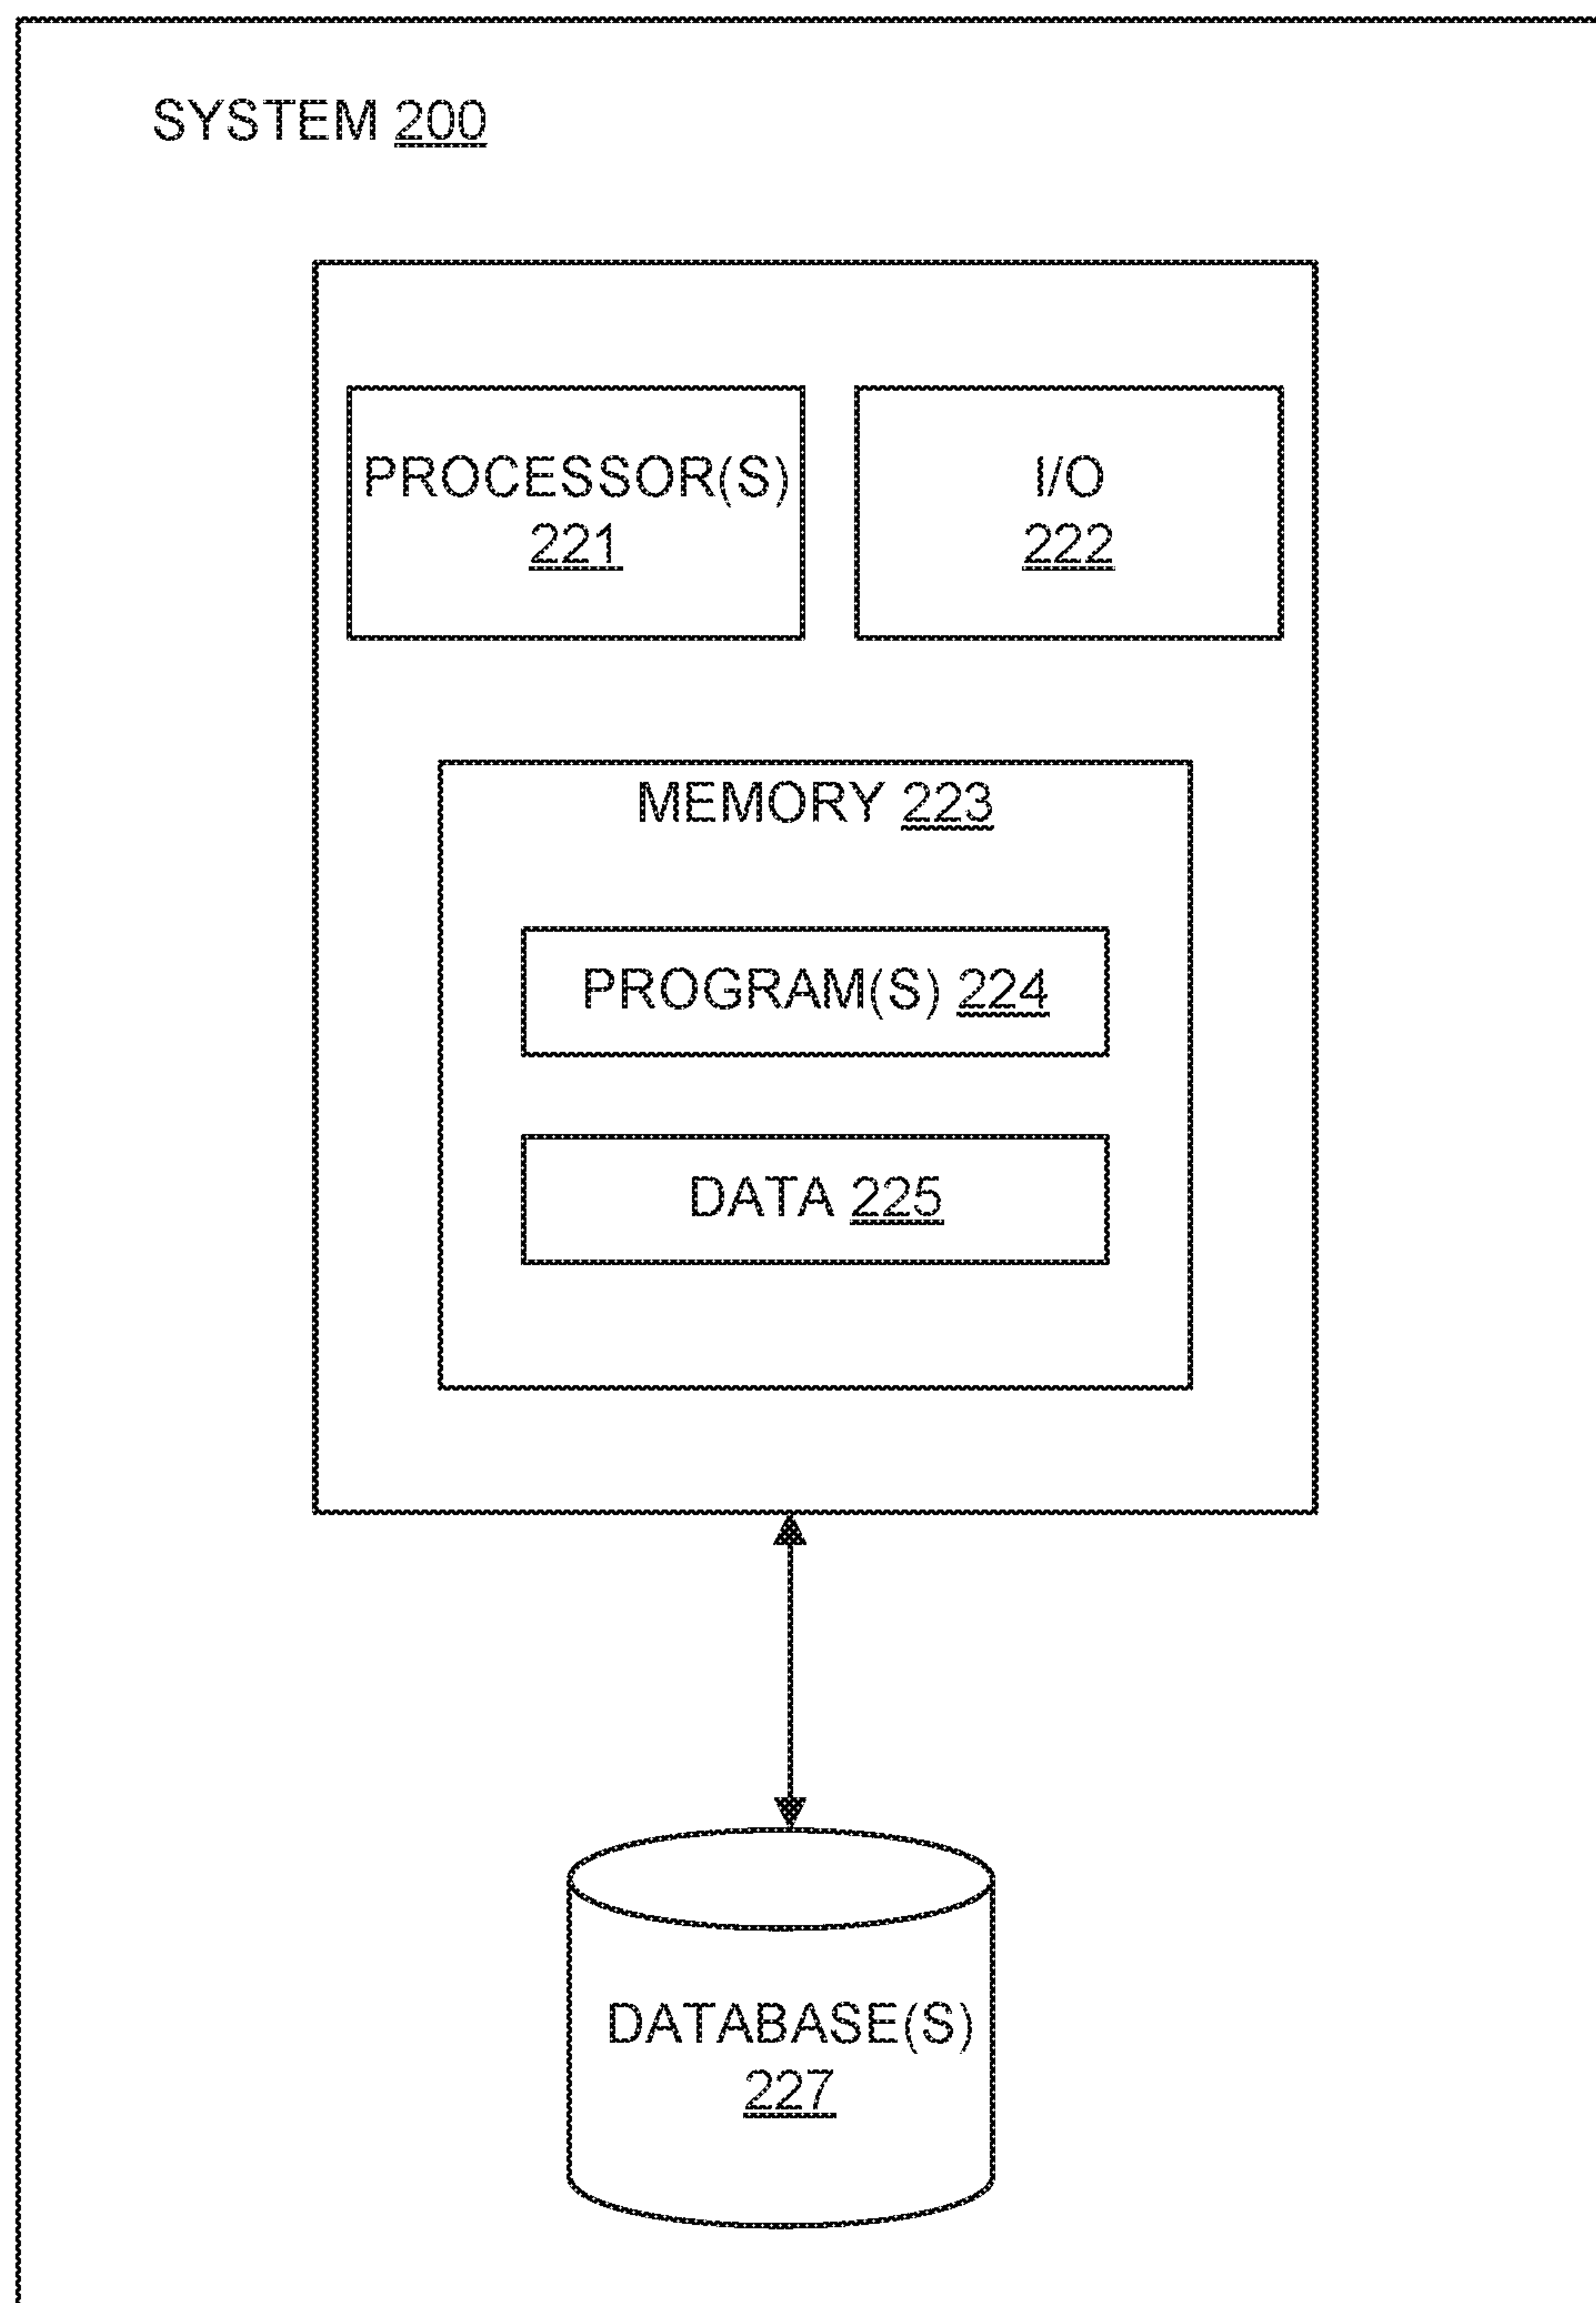 SYSTEM 200
PROCESSOR(S)
221
I/O
222
MEMORY 223
PROGRAM(S) 224
DATA 225
DATABASE(S)
227